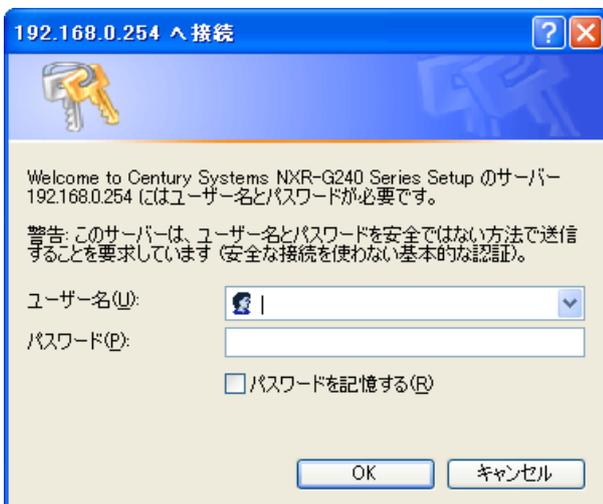 192.168.0.254 へ接続
Welcome to Century Systems NXR-G240 Series Setup のサーバー
192.168.0.254 にはユーザー名とパスワードが必要です。
警告: このサーバーは、ユーザー名とパスワードを安全ではない方法で送信
することを要求しています (安全な接続を使わない基本的な認証)。
ユーザー名(U):
パスワード(P):
パスワードを記憶する(R)
OK
キャンセル